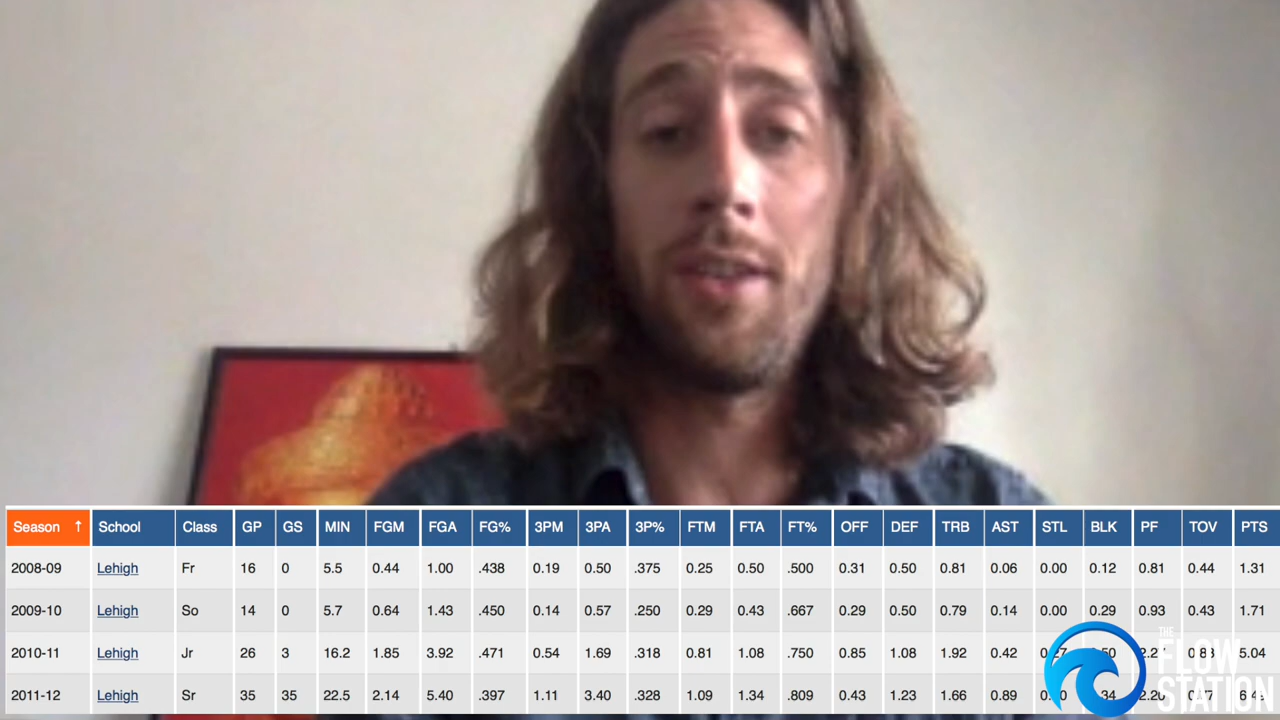 Season ↑ School Class GP GS MIN FGM FGA FG% 3PM 3PA 3P% FTM FTA FT% OFF DEF TRB AST STL BLK PF TOV PTS
2008-09 Lehigh Fr 16 0 5.5 0.44 1.00 .438 0.19 0.50 .375 0.25 0.50 .500 0.31 0.50 0.81 0.06 0.00 0.12 0.81 0.44 1.31
2009-10 Lehigh So 14 0 5.7 0.64 1.43 .450 0.14 0.57 .250 0.29 0.43 .667 0.29 0.50 0.79 0.14 0.00 0.29 0.93 0.43 1.71
2010-11 Lehigh Jr 26 3 16.2 1.85 3.92 .471 0.54 1.69 .318 0.81 1.08 .750 0.85 1.08 1.92 0.42 5.04
2011-12 Lehigh Sr 35 35 22.5 2.14 5.40 .397 1.11 3.40 .328 1.09 1.34 .809 0.43 1.23 1.66 0.89 2.20
THE
FLOW
STATION